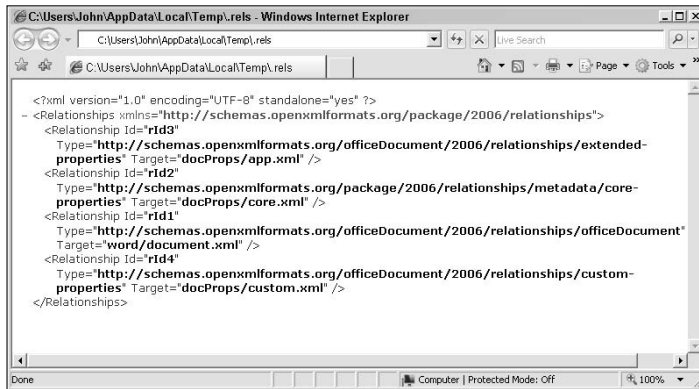 C:\Users\John\AppData\Local\Temp\.rels - Windows Internet Explorer
C:\Users\John\AppData\Local\Temp\.rels
Live Search
C:\Users\John\AppData\Local\Temp\.rels
Page
Tools
<?xml version="1.0" encoding="UTF-8" standalone="yes" ?>
- <Relationships xmlns="http://schemas.openxmlformats.org/package/2006/relationships">
<Relationship Id="rId3"
Type="http://schemas.openxmlformats.org/officeDocument/2006/relationships/extended-
properties" Target="docProps/app.xml" />
<Relationship Id="rId2"
Type="http://schemas.openxmlformats.org/package/2006/relationships/metadata/core-
properties" Target="docProps/core.xml" />
<Relationship Id="rId1"
Type="http://schemas.openxmlformats.org/officeDocument/2006/relationships/officeDocument"
Target="word/document.xml" />
<Relationship Id="rId4"
Type="http://schemas.openxmlformats.org/officeDocument/2006/relationships/custom-
properties" Target="docProps/custom.xml" />
</Relationships>
Done
Computer | Protected Mode: Off
100%